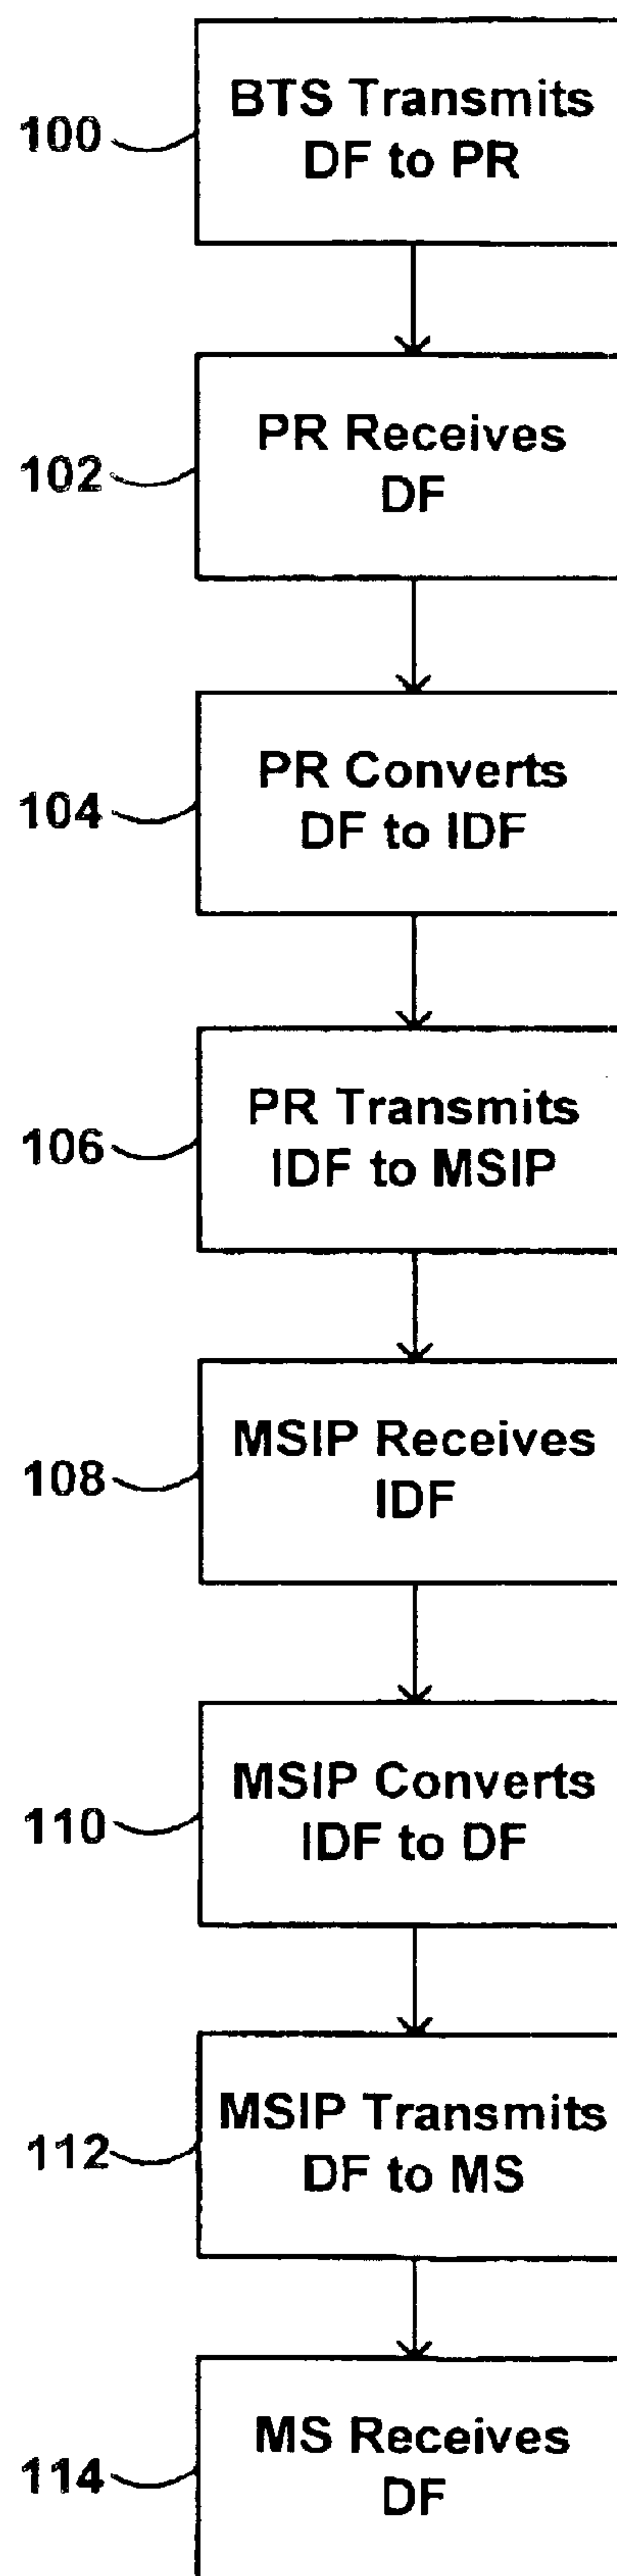 100
BTS Transmits
DF to PR
102
PR Receives
DF
104
PR Converts
DF to IDF
106
PR Transmits
IDF to MSIP
108
MSIP Receives
IDF
110
MSIP Converts
IDF to DF
112
MSIP Transmits
DF to MS
114
MS Receives
DF